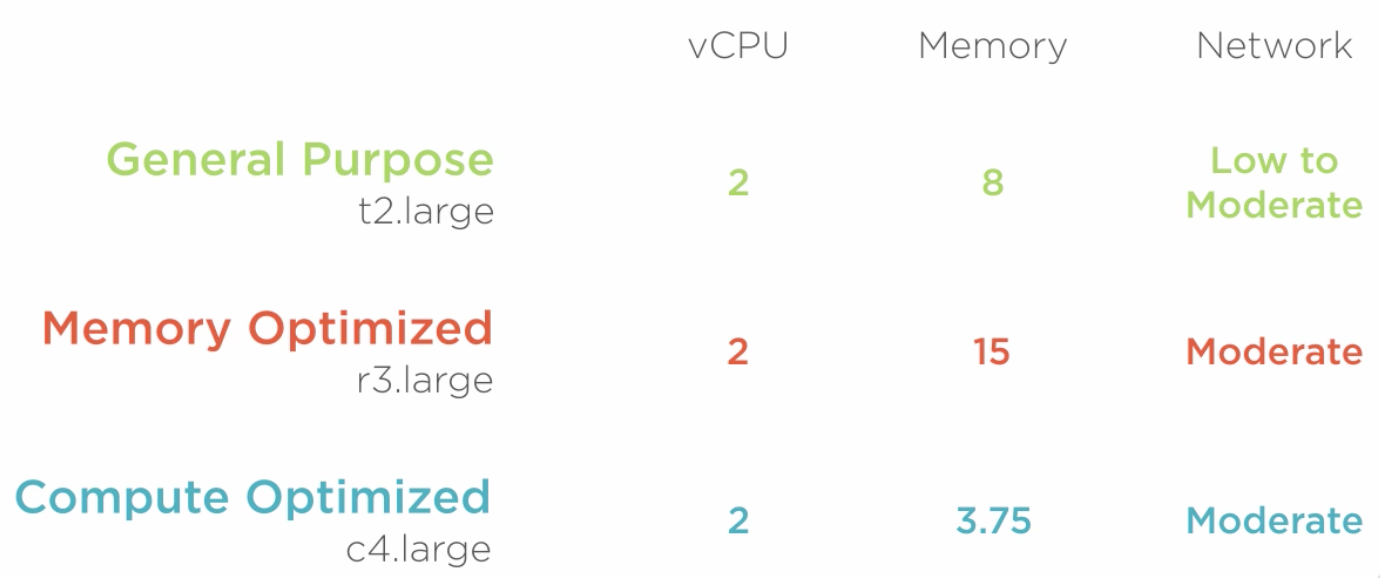 vCPU Memory Network
General Purpose 2 8 Low to
Moderate
t2.large
Memory Optimized 2 15 Moderate
r3.large
Compute Optimized 2 3.75 Moderate
c4.large